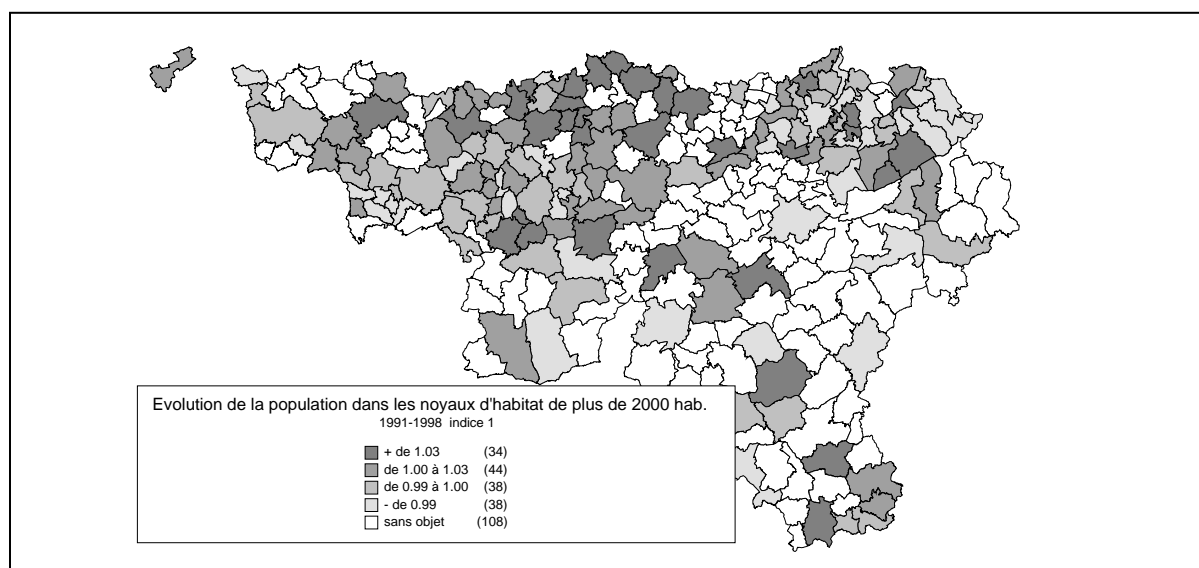 Evolution de la population dans les noyaux d'habitat de plus de 2000 hab.
1991-1998 indice 1
+ de 1.03 (34)
de 1.00 à 1.03 (44)
de 0.99 à 1.00 (38)
- de 0.99 (38)
sans objet (108)